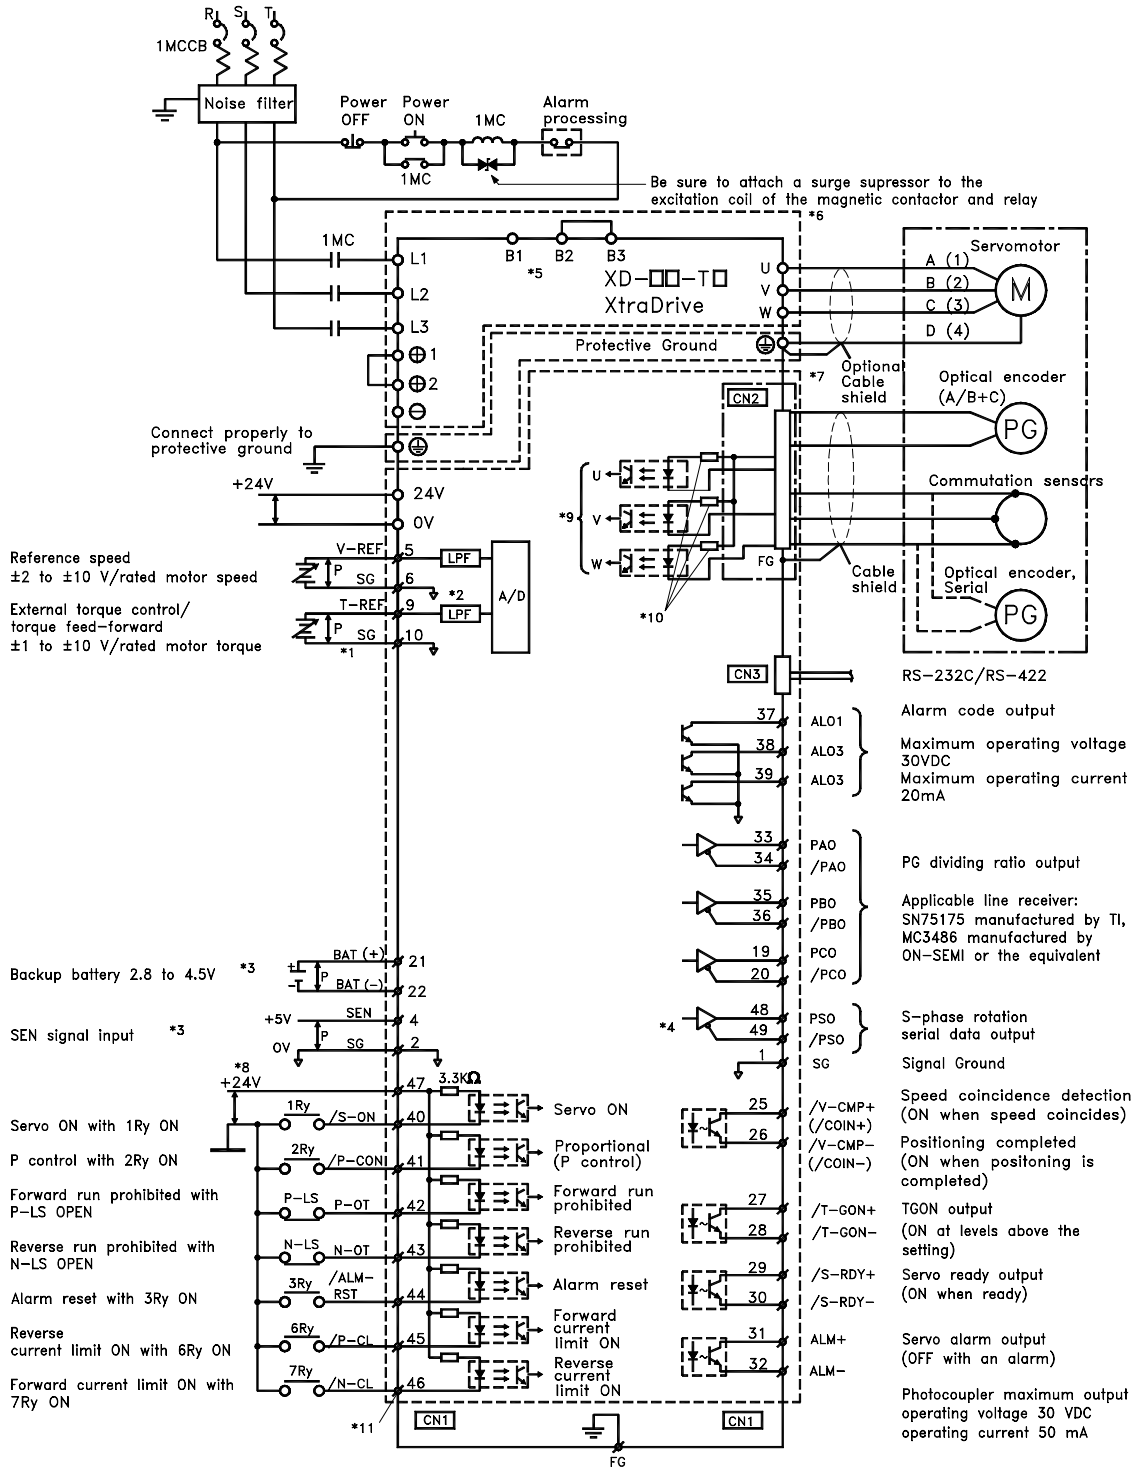 R S T
1MCCB
Noise filter
Power OFF
Power ON
1MC
Alarm processing
1MC
Be sure to attach a surge supressor to the
excitation coil of the magnetic contactor and relay
*6
1MC
L1
L2
L3
⊕1
⊕2
⊖
B1 B2 B3
*5
XD-□□-T□
XtraDrive
U
V
W
Servomotor
A (1)
B (2)
C (3)
D (4)
M
Protective Ground
Optional
Cable
shield
*7
Connect properly to
protective ground
+24V
24V
0V
CN2
Optical encoder
(A/B+C)
PG
U
V
W
*9
*10
FG
Commutation sensors
Cable
shield
Optical encoder,
Serial
PG
Reference speed
±2 to ±10 V/rated motor speed
V-REF 5
P
SG 6
LPF
*2
A/D
External torque control/
torque feed-forward
±1 to ±10 V/rated motor torque
T-REF 9
P
SG 10
LPF
*1
CN3
RS-232C/RS-422
37 ALO1
38 ALO3
39 ALO3
Alarm code output
Maximum operating voltage
30VDC
Maximum operating current
20mA
33 PAO
34 /PAO
35 PBO
36 /PBO
19 PCO
20 /PCO
PG dividing ratio output
Applicable line receiver:
SN75175 manufactured by TI,
MC3486 manufactured by
ON-SEMI or the equivalent
Backup battery 2.8 to 4.5V *3
+
-
P
BAT (+) 21
BAT (-) 22
SEN signal input *3
+5V SEN 4
P
0V SG 2
*4
48 PSO
49 /PSO
S-phase rotation
serial data output
1 SG
Signal Ground
*8
+24V
47
3.3KΩ
Servo ON with 1Ry ON
1Ry /S-ON 40
Servo ON
P control with 2Ry ON
2Ry /P-CON 41
Proportional
(P control)
Forward run prohibited with
P-LS OPEN
P-LS P-OT 42
Forward run
prohibited
Reverse run prohibited with
N-LS OPEN
N-LS N-OT 43
Reverse run
prohibited
Alarm reset with 3Ry ON
3Ry /ALM-
RST 44
Alarm reset
Reverse
current limit ON with 6Ry ON
6Ry /P-CL 45
Forward
current
limit ON
Forward current limit ON with
7Ry ON
7Ry /N-CL 46
Reverse
current
limit ON
*11
CN1
CN1
FG
25 /V-CMP+
(/COIN+)
26 /V-CMP-
(/COIN-)
Speed coincidence detection
(ON when speed coincides)
Positioning completed
(ON when positoning is
completed)
27 /T-GON+
28 /T-GON-
TGON output
(ON at levels above the
setting)
29 /S-RDY+
30 /S-RDY-
Servo ready output
(ON when ready)
31 ALM+
32 ALM-
Servo alarm output
(OFF with an alarm)
Photocoupler maximum output
operating voltage 30 VDC
operating current 50 mA